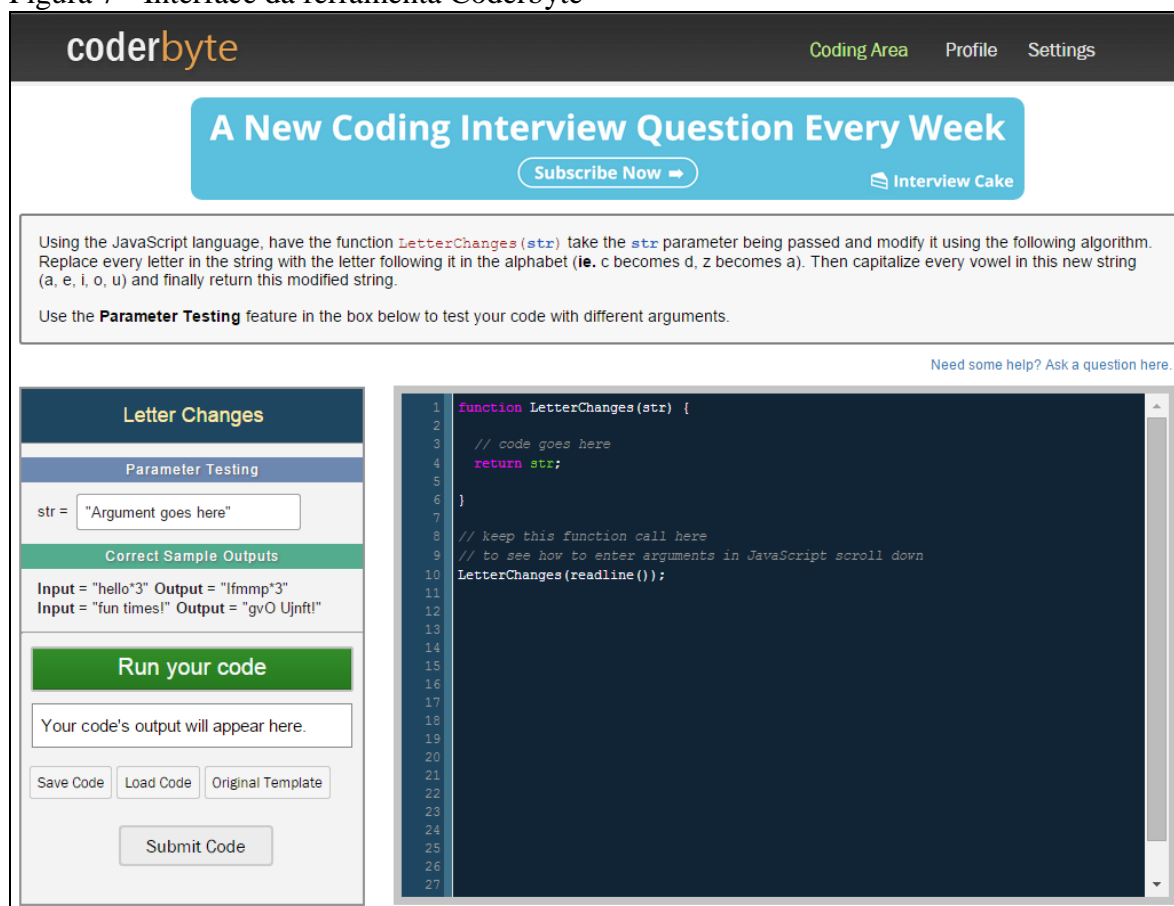 Figura 7 - Interface da ferramenta Coderbyte
coderbyte
Coding Area Profile Settings
A New Coding Interview Question Every Week
Subscribe Now ➡
Interview Cake
Using the JavaScript language, have the function LetterChanges(str) take the str parameter being passed and modify it using the following algorithm.
Replace every letter in the string with the letter following it in the alphabet (ie. c becomes d, z becomes a). Then capitalize every vowel in this new string
(a, e, i, o, u) and finally return this modified string.
Use the Parameter Testing feature in the box below to test your code with different arguments.
Need some help? Ask a question here.
Letter Changes
Parameter Testing
str = "Argument goes here"
Correct Sample Outputs
Input = "hello*3" Output = "Ifmmp*3"
Input = "fun times!" Output = "gvO Ujnft!"
Run your code
Your code's output will appear here.
Save Code Load Code Original Template
Submit Code
1 function LetterChanges(str) {
2
3 // code goes here
4 return str;
5
6 }
7
8 // keep this function call here
9 // to see how to enter arguments in JavaScript scroll down
10 LetterChanges(readline());
11
12
13
14
15
16
17
18
19
20
21
22
23
24
25
26
27